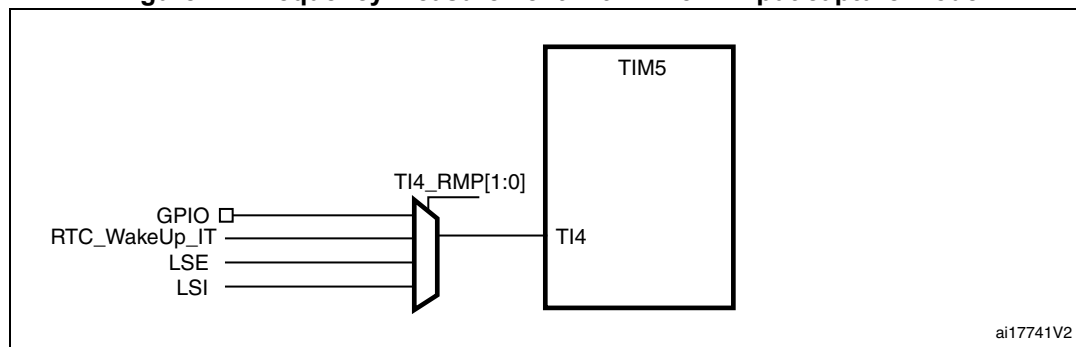 TIM5
TI4_RMP[1:0]
GPIO
RTC_WakeUp_IT
TI4
LSE
LSI
ai17741V2